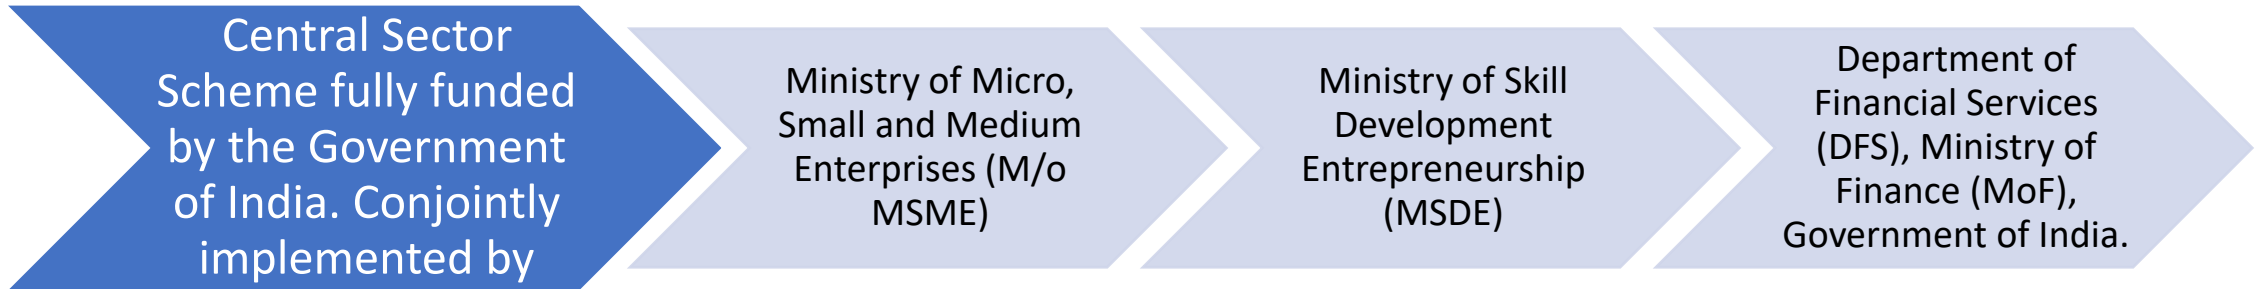 Central Sector
Scheme fully funded
by the Government
of India. Conjointly
implemented by
Ministry of Micro,
Small and Medium
Enterprises (M/o
MSME)
Ministry of Skill
Development
Entrepreneurship
(MSDE)
Department of
Financial Services
(DFS), Ministry of
Finance (MoF),
Government of India.